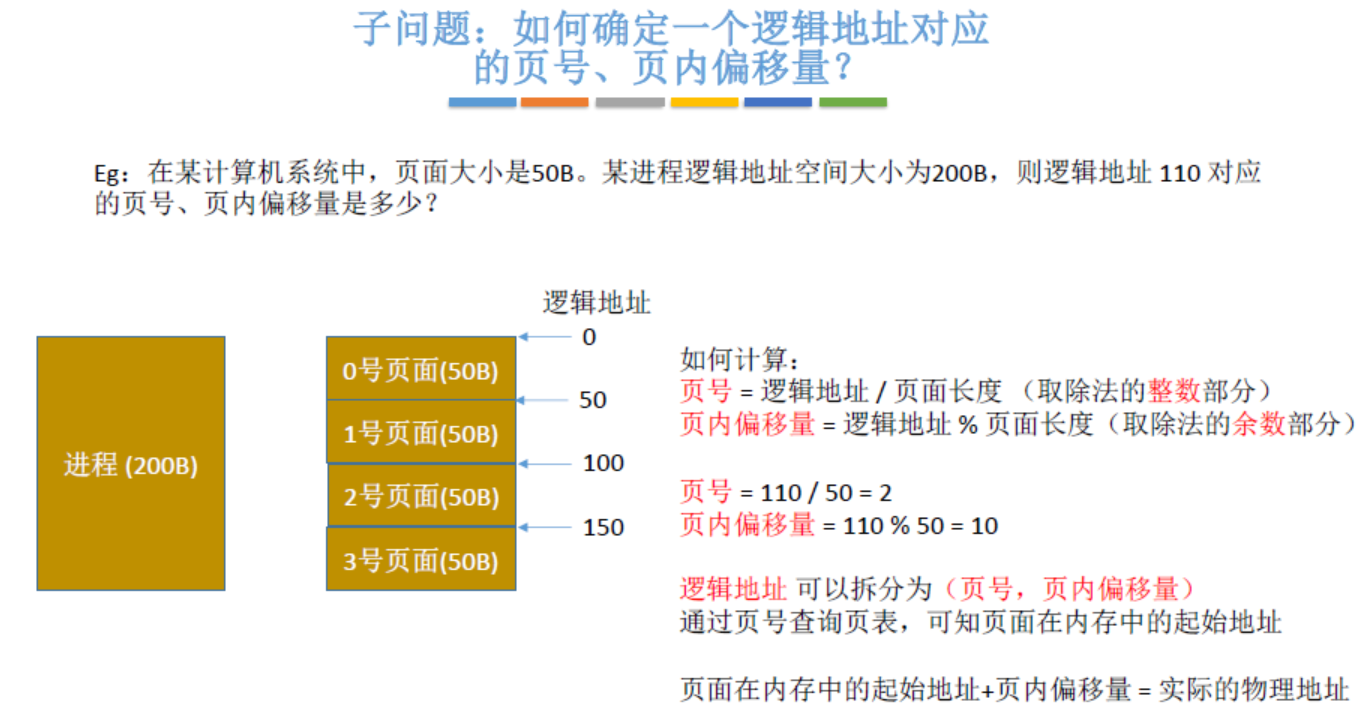 子问题：如何确定一个逻辑地址对应
的页号、页内偏移量？
Eg：在某计算机系统中，页面大小是50B。某进程逻辑地址空间大小为200B，则逻辑地址 110 对应
的页号、页内偏移量是多少？
逻辑地址
进程 (200B)
0号页面(50B)
1号页面(50B)
2号页面(50B)
3号页面(50B)
0
50
100
150
如何计算：
页号 = 逻辑地址 / 页面长度 （取除法的整数部分）
页内偏移量 = 逻辑地址 % 页面长度（取除法的余数部分）
页号 = 110 / 50 = 2
页内偏移量 = 110 % 50 = 10
逻辑地址 可以拆分为（页号，页内偏移量）
通过页号查询页表，可知页面在内存中的起始地址
页面在内存中的起始地址+页内偏移量 = 实际的物理地址